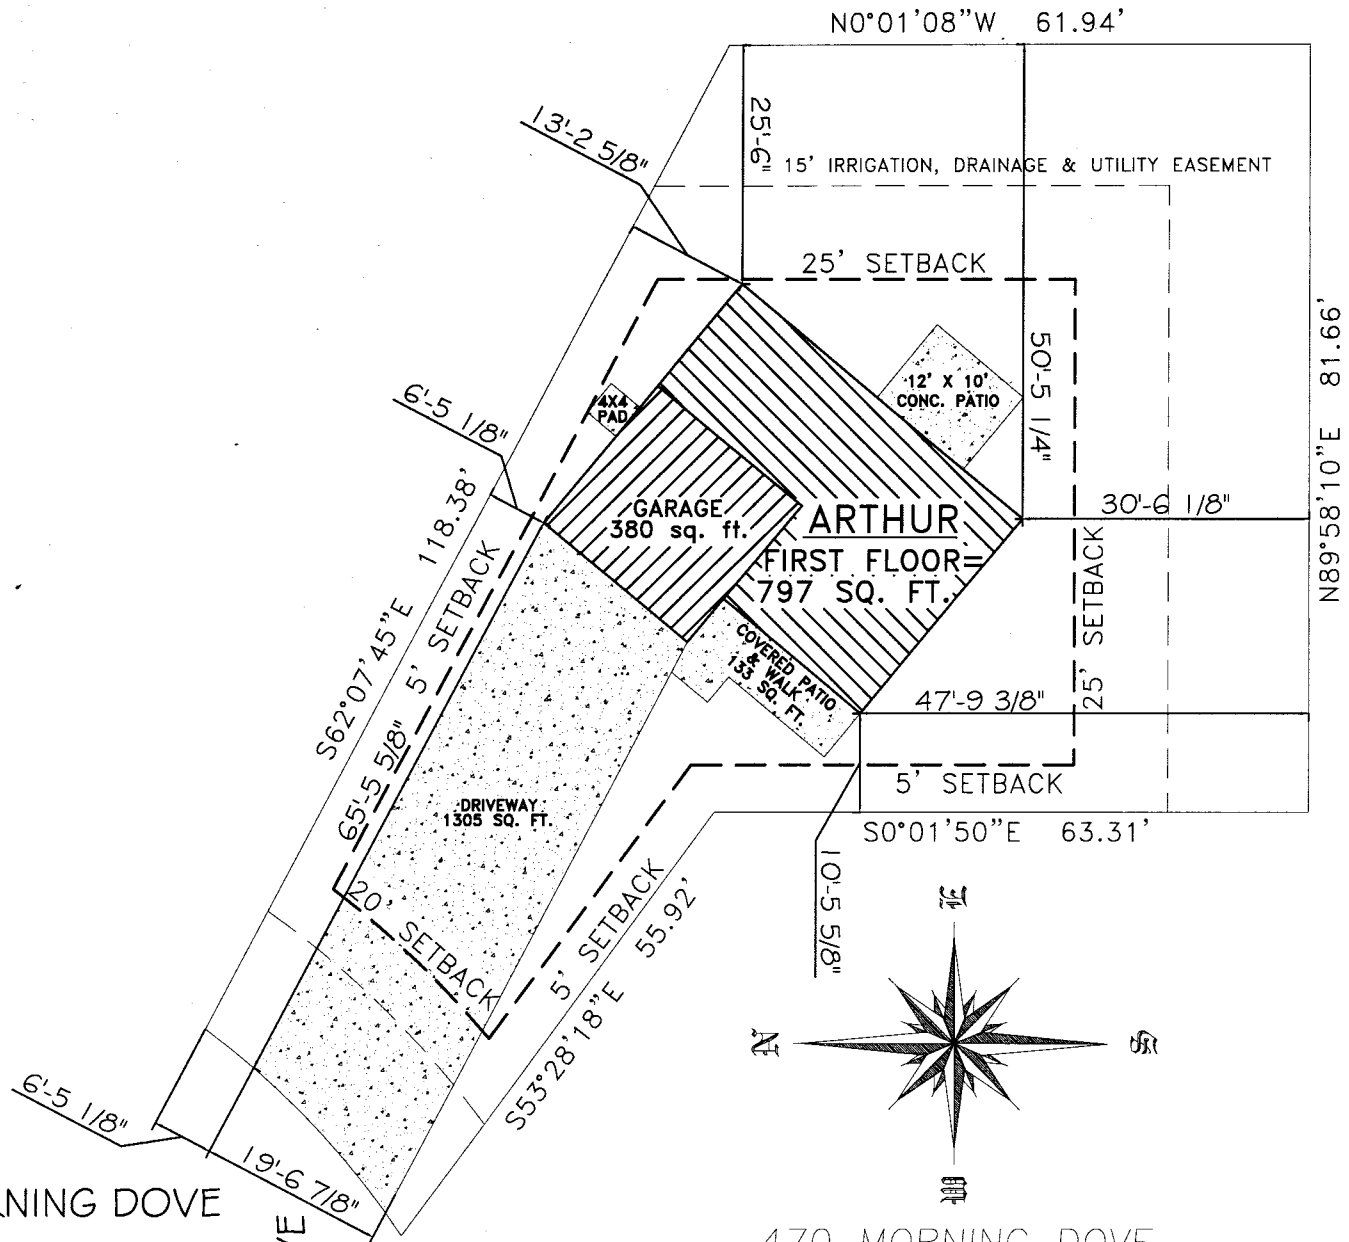 N0°01'08"W 61.94'
13'-2 5/8"
25'-6"
15' IRRIGATION, DRAINAGE & UTILITY EASEMENT
25' SETBACK
N89°58'10"E 81.66'
50'-5 1/4"
12' X 10'
CONC. PATIO
4X4
PAD
6'-5 1/8"
GARAGE
380 sq. ft.
ARTHUR
FIRST FLOOR=
797 SQ. FT.
30'-6 1/8"
25' SETBACK
S62°07'45"E 118.38'
5' SETBACK
65'-5 5/8"
COVERED PATIO
& WALK
133 SQ. FT.
47'-9 3/8"
5' SETBACK
S0°01'50"E 63.31'
DRIVEWAY
1305 SQ. FT.
10'-5 5/8"
20' SETBACK
5' SETBACK
S53°28'18"E 55.92'
E
N
S
W
6'-5 1/8"
19'-6 7/8"
RNING DOVE
VE
470 MORNING DOVE